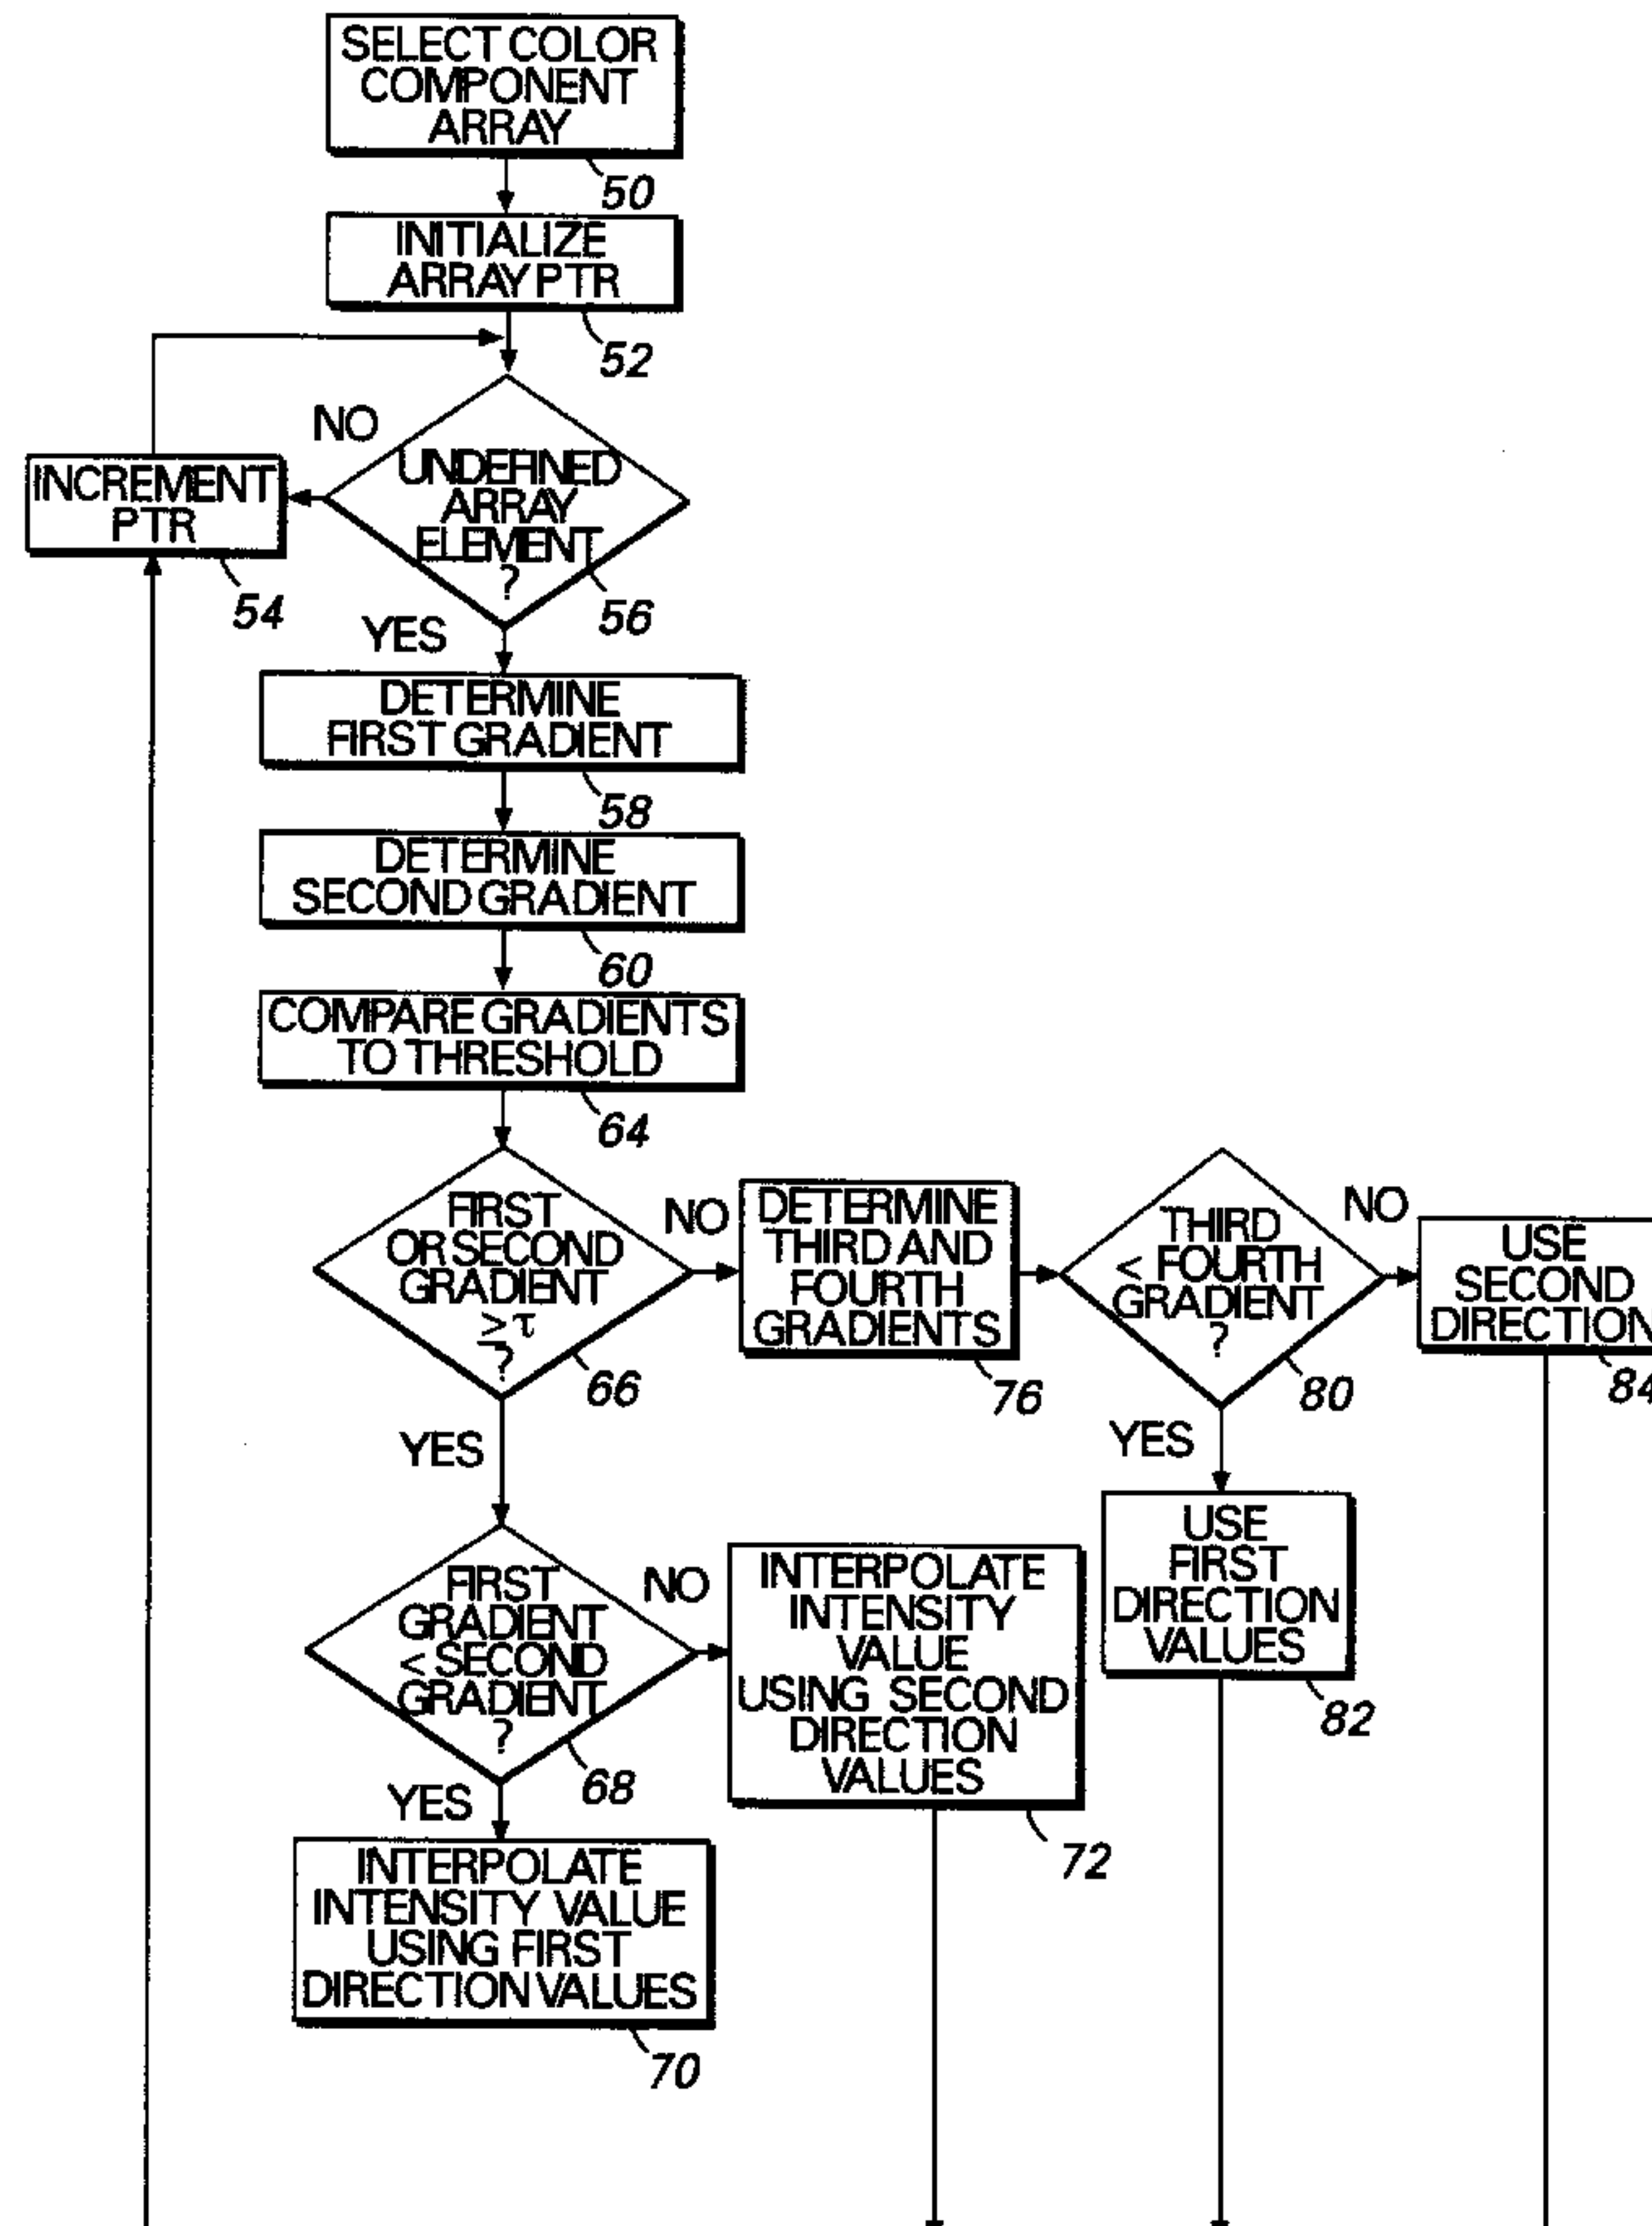 SELECT COLOR
COMPONENT
ARRAY
50
INITIALIZE
ARRAY PTR
52
NO
UNDEFINED
ARRAY
ELEMENT
?
56
INCREMENT
PTR
54
YES
DETERMINE
FIRST GRADIENT
58
DETERMINE
SECOND GRADIENT
60
COMPARE GRADIENTS
TO THRESHOLD
64
FIRST
OR SECOND
GRADIENT
≥ τ
?
66
NO
DETERMINE
THIRD AND
FOURTH
GRADIENTS
76
THIRD
< FOURTH
GRADIENT
?
80
NO
USE
SECOND
DIRECTION
84
YES
YES
USE
FIRST
DIRECTION
VALUES
82
FIRST
GRADIENT
< SECOND
GRADIENT
?
68
NO
INTERPOLATE
INTENSITY
VALUE
USING SECOND
DIRECTION
VALUES
72
YES
INTERPOLATE
INTENSITY VALUE
USING FIRST
DIRECTION VALUES
70